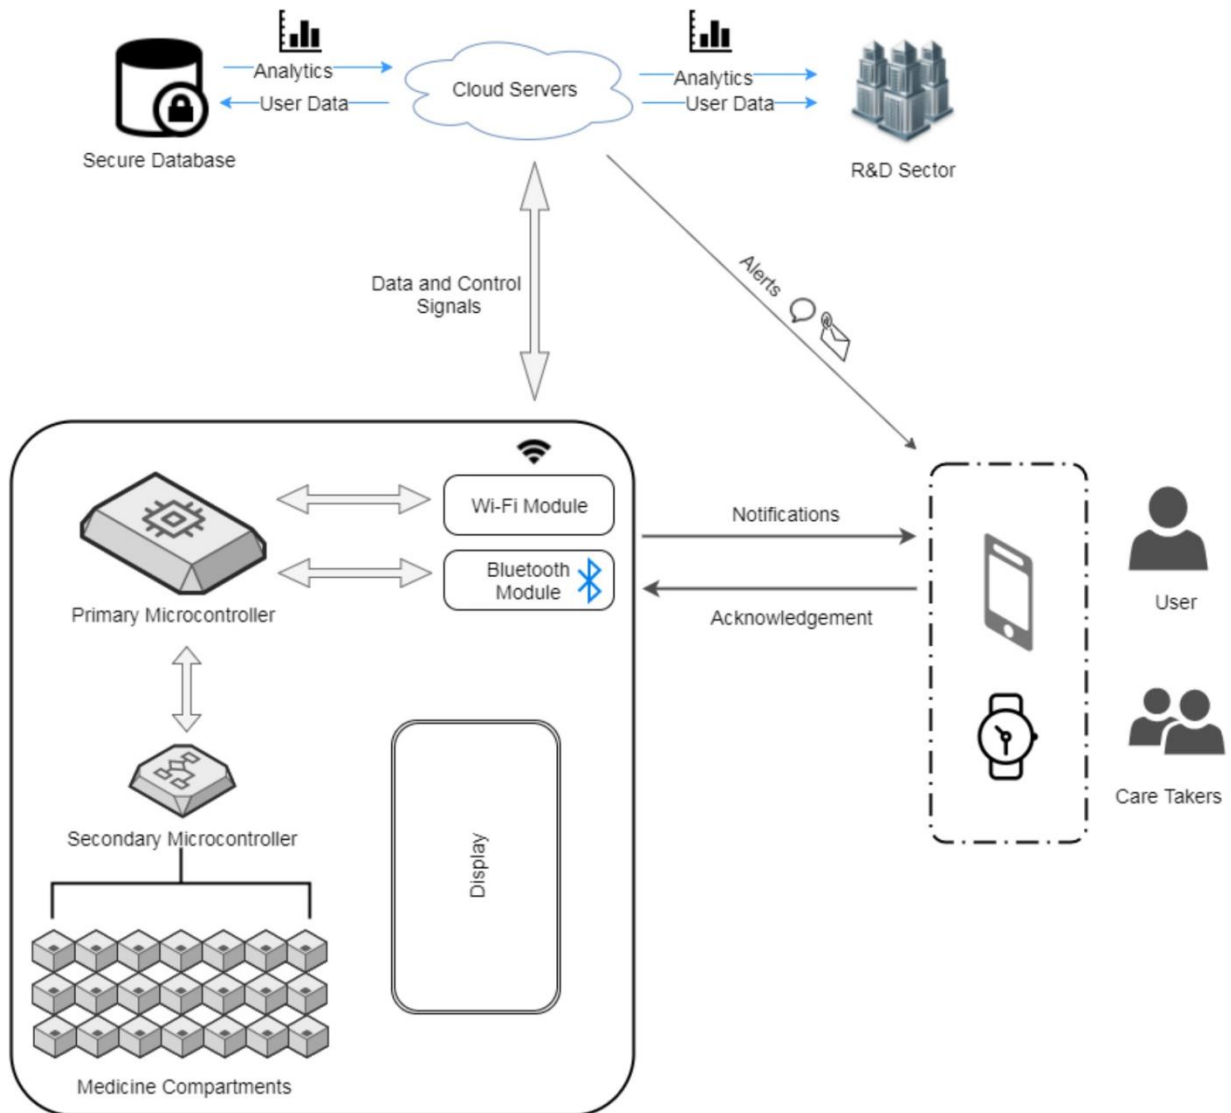 Analytics
User Data
Secure Database
Cloud Servers
Analytics
User Data
R&D Sector
Data and Control
Signals
Alerts
@
Wi-Fi Module
Bluetooth
Module
Primary Microcontroller
Notifications
Acknowledgement
User
Care Takers
Secondary Microcontroller
Display
Medicine Compartments